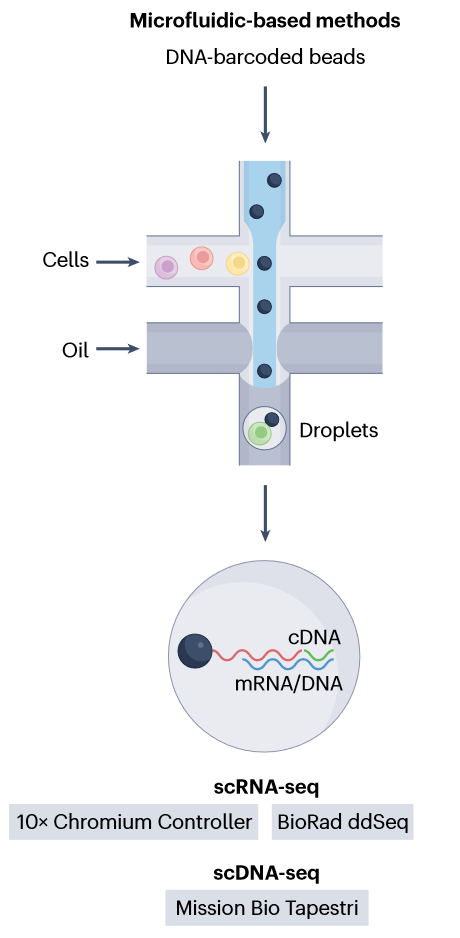 Microfluidic-based methods
DNA-barcoded beads
Cells
Oil
Droplets
cDNA
mRNA/DNA
scRNA-seq
10× Chromium Controller
BioRad ddSeq
scDNA-seq
Mission Bio Tapestri